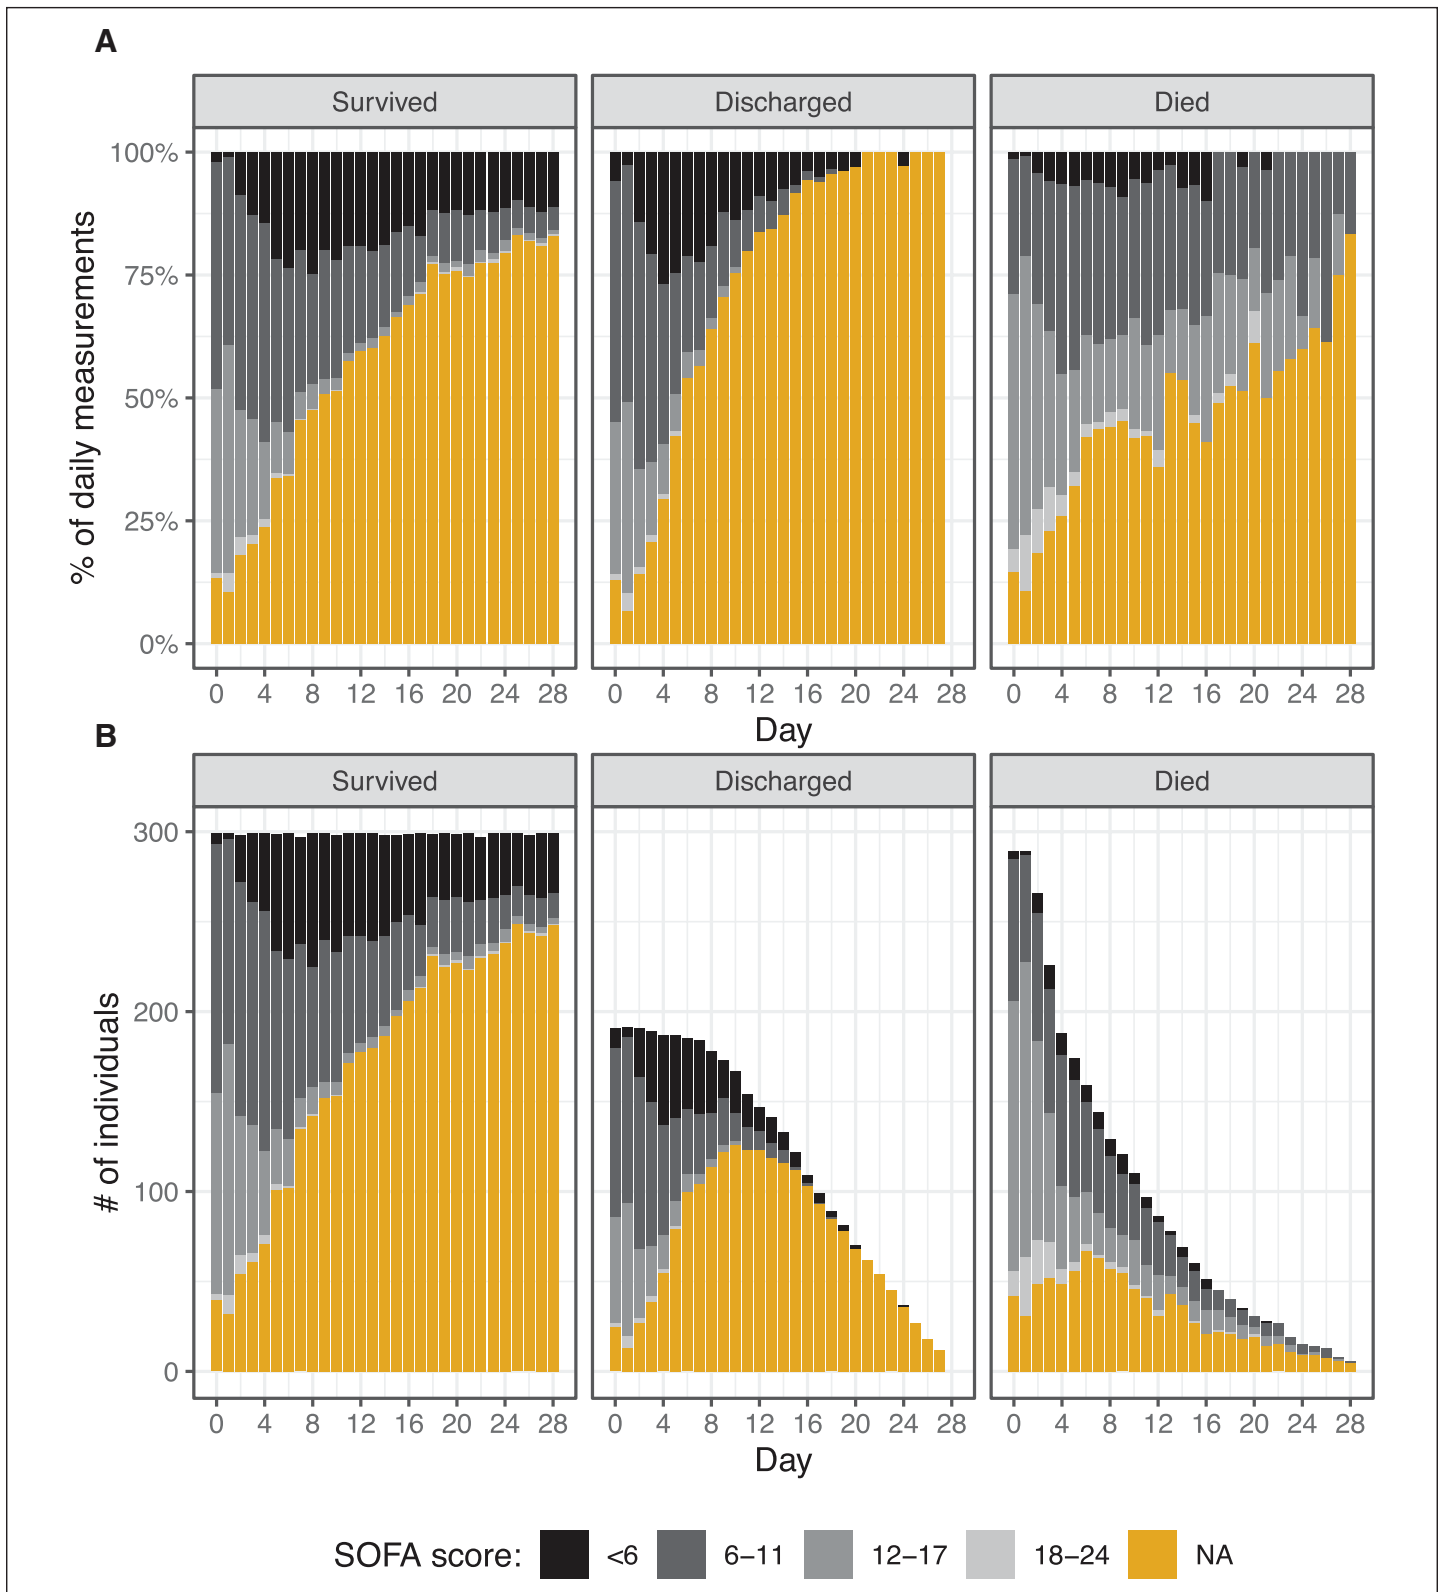 A
Survived Discharged Died
% of daily measurements
100%
75%
50%
25%
0%
0 4 8 12 16 20 24 28 0 4 8 12 16 20 24 28 0 4 8 12 16 20 24 28
Day
B
Survived Discharged Died
# of individuals
300
200
100
0
0 4 8 12 16 20 24 28 0 4 8 12 16 20 24 28 0 4 8 12 16 20 24 28
Day
SOFA score: <6 6–11 12–17 18–24 NA